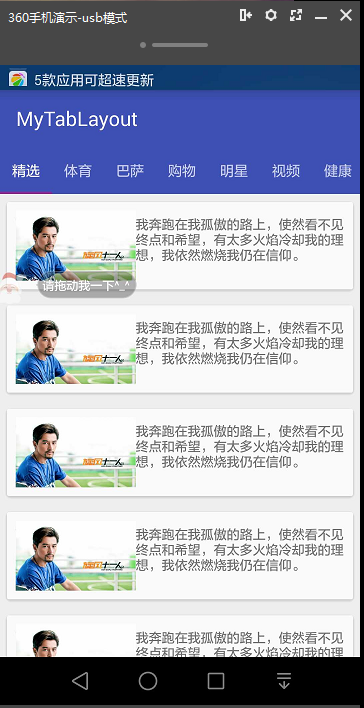 360手机演示-usb模式
5款应用可超速更新
MyTabLayout
精选 体育 巴萨 购物 明星 视频 健康
我奔跑在我孤傲的路上，使然看不见
终点和希望，有太多火焰冷却我的理
想，我依然燃烧我仍在信仰。
请拖动我一下^_^
我奔跑在我孤傲的路上，使然看不见
终点和希望，有太多火焰冷却我的理
想，我依然燃烧我仍在信仰。
我奔跑在我孤傲的路上，使然看不见
终点和希望，有太多火焰冷却我的理
想，我依然燃烧我仍在信仰。
我奔跑在我孤傲的路上，使然看不见
终点和希望，有太多火焰冷却我的理
想，我依然燃烧我仍在信仰。
我奔跑在我孤傲的路上，使然看不见
终点和希望，有太多火焰冷却我的理